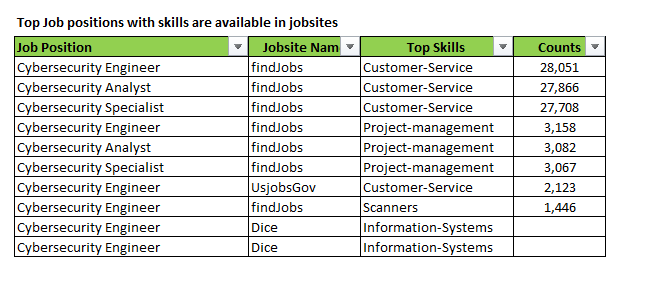 Top Job positions with skills are available in jobsites
Job Position Jobsite Nam Top Skills Counts
Cybersecurity Engineer findJobs Customer-Service 28,051
Cybersecurity Analyst findJobs Customer-Service 27,866
Cybersecurity Specialist findJobs Customer-Service 27,708
Cybersecurity Engineer findJobs Project-management 3,158
Cybersecurity Analyst findJobs Project-management 3,082
Cybersecurity Specialist findJobs Project-management 3,067
Cybersecurity Engineer UsjobsGov Customer-Service 2,123
Cybersecurity Engineer findJobs Scanners 1,446
Cybersecurity Engineer Dice Information-Systems
Cybersecurity Engineer Dice Information-Systems